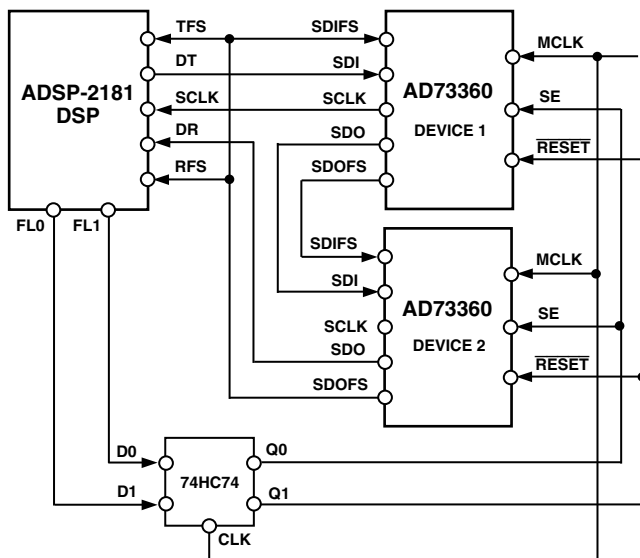 TFS
SDIFS
MCLK
DT
SDI
ADSP-2181
DSP
AD73360
SCLK
SCLK
SE
DR
SDO
DEVICE 1
RFS
SDOFS
RESET
FL0
FL1
SDIFS
MCLK
SDI
AD73360
SCLK
SE
DEVICE 2
SDO
RESET
SDOFS
D0
Q0
74HC74
D1
Q1
CLK